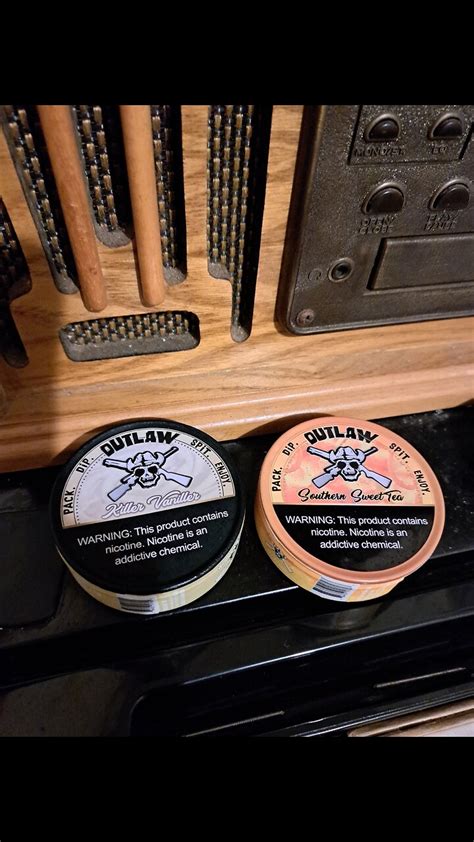 OUTLAW
PACK. DIP. SPIT. ENJOY.
Killer Vaniller
WARNING: This product contains
nicotine. Nicotine is an
addictive chemical.
OUTLAW
PACK. DIP. SPIT. ENJOY.
Southern Sweet Tea
WARNING: This product contains
nicotine. Nicotine is an
addictive chemical.